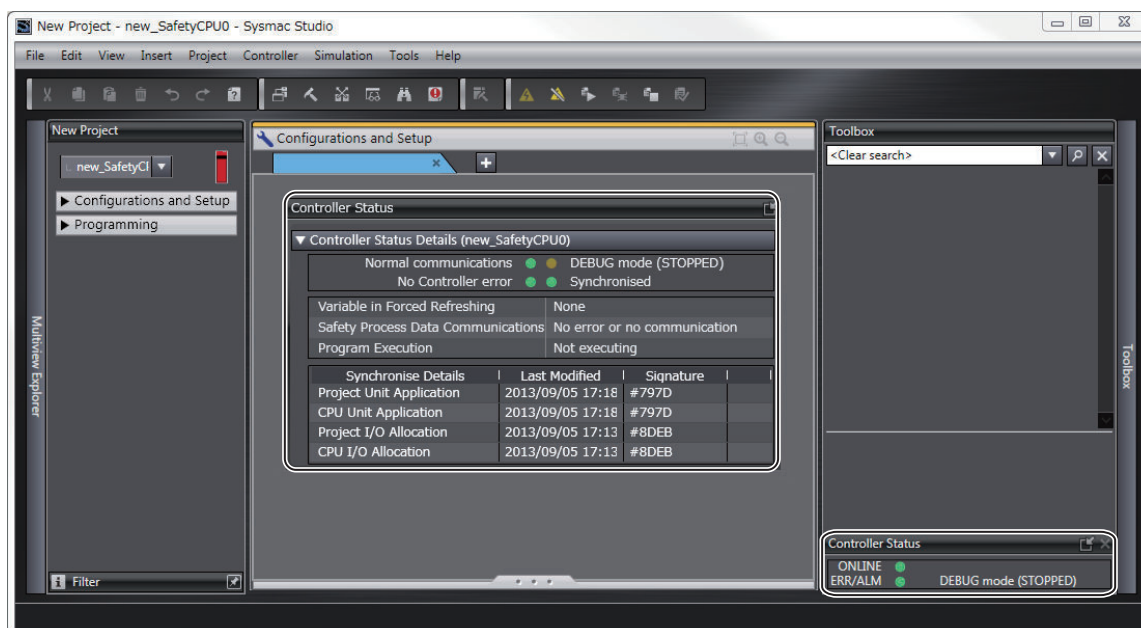 New Project - new_SafetyCPU0 - Sysmac Studio
File Edit View Insert Project Controller Simulation Tools Help
New Project
new_SafetyCl
Configurations and Setup
Programming
Multiview Explorer
Filter
Configurations and Setup
Controller Status
Controller Status Details (new_SafetyCPU0)
Normal communications DEBUG mode (STOPPED)
No Controller error Synchronised
Variable in Forced Refreshing None
Safety Process Data Communications No error or no communication
Program Execution Not executing
Synchronise Details Last Modified Signature
Project Unit Application 2013/09/05 17:18 #797D
CPU Unit Application 2013/09/05 17:18 #797D
Project I/O Allocation 2013/09/05 17:13 #8DEB
CPU I/O Allocation 2013/09/05 17:13 #8DEB
Toolbox
<Clear search>
Toolbox
Controller Status
ONLINE
ERR/ALM DEBUG mode (STOPPED)